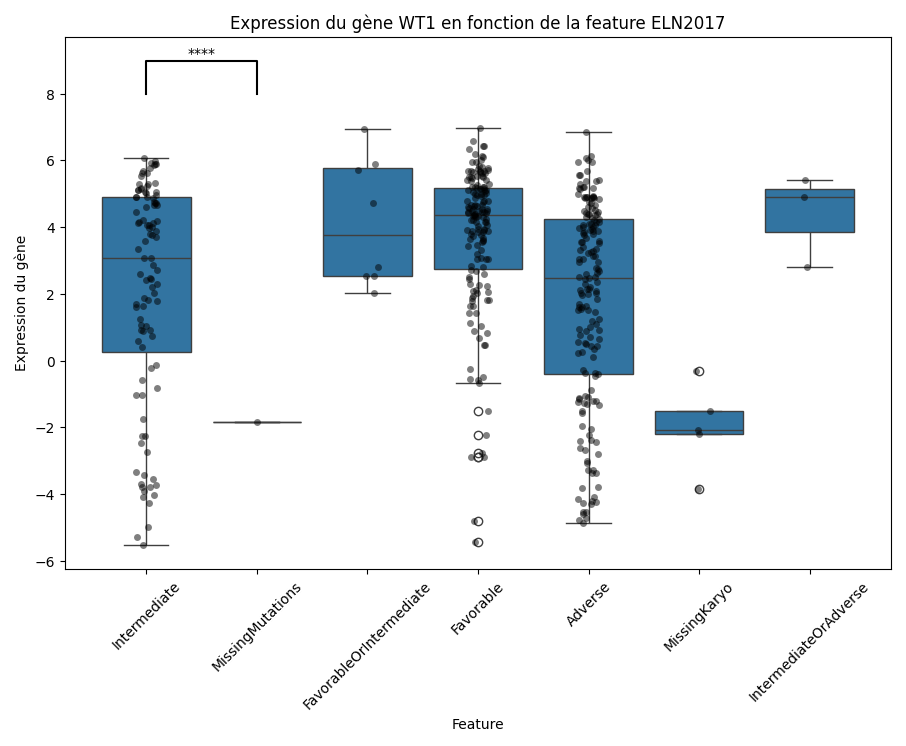 Expression du gène WT1 en fonction de la feature ELN2017
****
Expression du gène
8
6
4
2
0
−2
−4
−6
Intermediate
MissingMutations
FavorableOrIntermediate
Favorable
Adverse
MissingKaryo
IntermediateOrAdverse
Feature